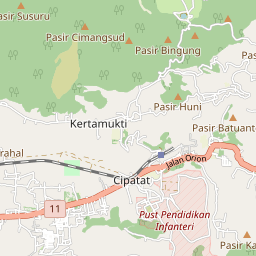 Pasir Susuru
Pasir Cimangsud
Pasir Bingung
Pasir Huni
Kertamukti
Pasir Batuante
rahal
Jalan Orion
Cipatat
11
Pust Pendidikan
Infanteri
Pasir Ka